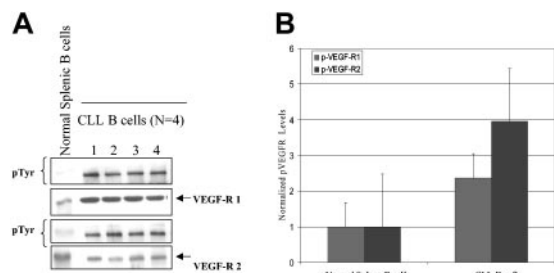 A
Normal Splenic B cells
CLL B cells (N=4)
1 2 3 4
pTyr
VEGF-R 1
pTyr
VEGF-R 2
B
Normalized pVEGFR Levels
6
5
4
3
2
1
0
p-VEGF-R1
p-VEGF-R2